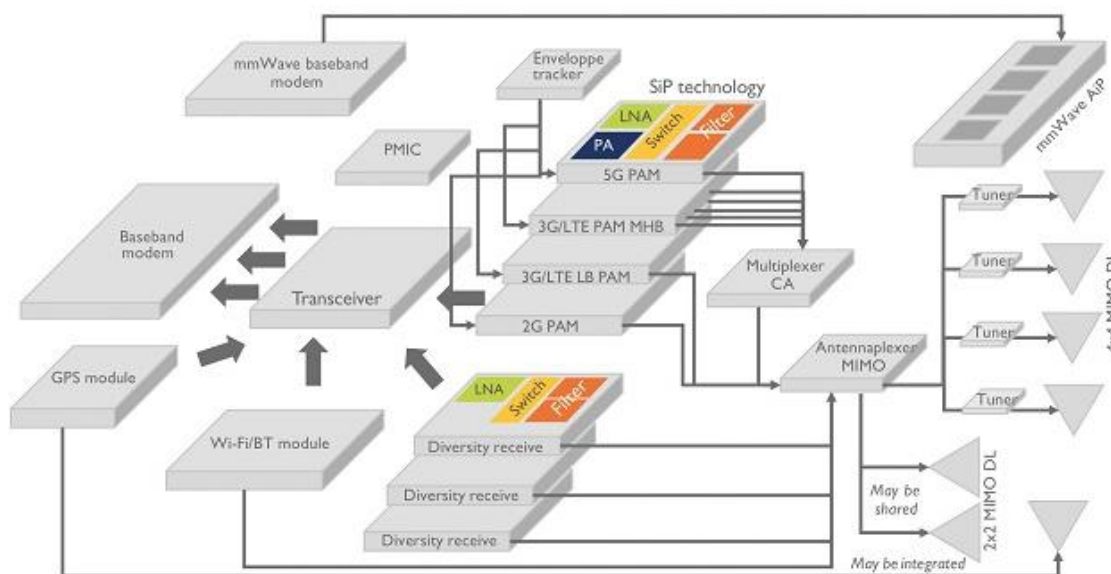 mmWave baseband
modem
Enveloppe
tracker
SiP technology
LNA
Switch
Filter
PA
PMIC
5G PAM
mmWave AiP
Baseband
modem
Transceiver
3G/LTE PAM MHB
3G/LTE LB PAM
2G PAM
Multiplexer
CA
Tuner
Tuner
Tuner
Tuner
4x4 MIMO DL
Antennaplexer
MIMO
GPS module
Wi-Fi/BT module
LNA
Switch
Filter
Diversity receive
Diversity receive
Diversity receive
May be
shared
2x2 MIMO DL
May be integrated